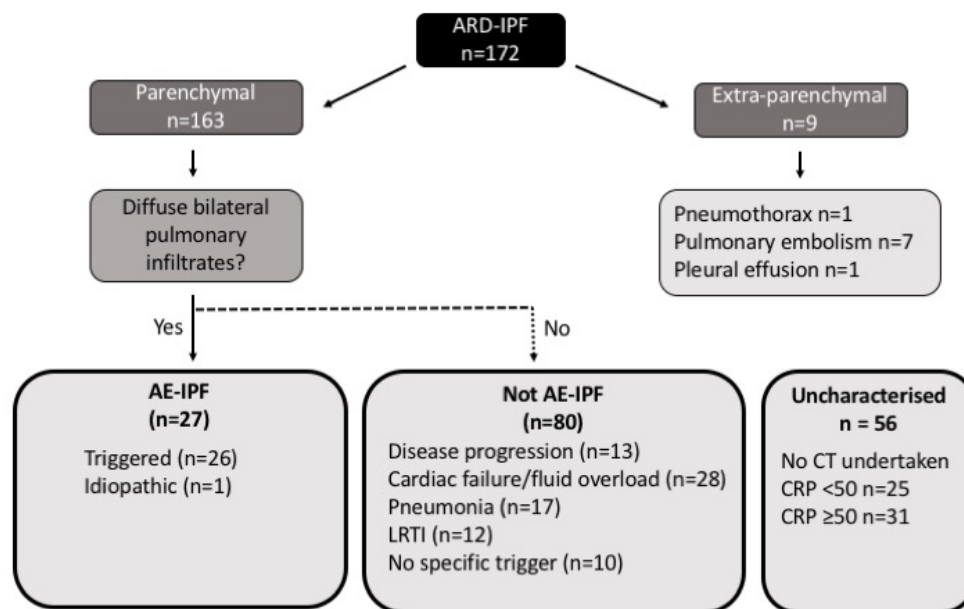 ARD-IPF
n=172
Parenchymal
n=163
Extra-parenchymal
n=9
Diffuse bilateral
pulmonary
infiltrates?
Pneumothorax n=1
Pulmonary embolism n=7
Pleural effusion n=1
Yes
No
AE-IPF
(n=27)
Triggered (n=26)
Idiopathic (n=1)
Not AE-IPF
(n=80)
Disease progression (n=13)
Cardiac failure/fluid overload (n=28)
Pneumonia (n=17)
LRTI (n=12)
No specific trigger (n=10)
Uncharacterised
n = 56
No CT undertaken
CRP <50 n=25
CRP ≥50 n=31